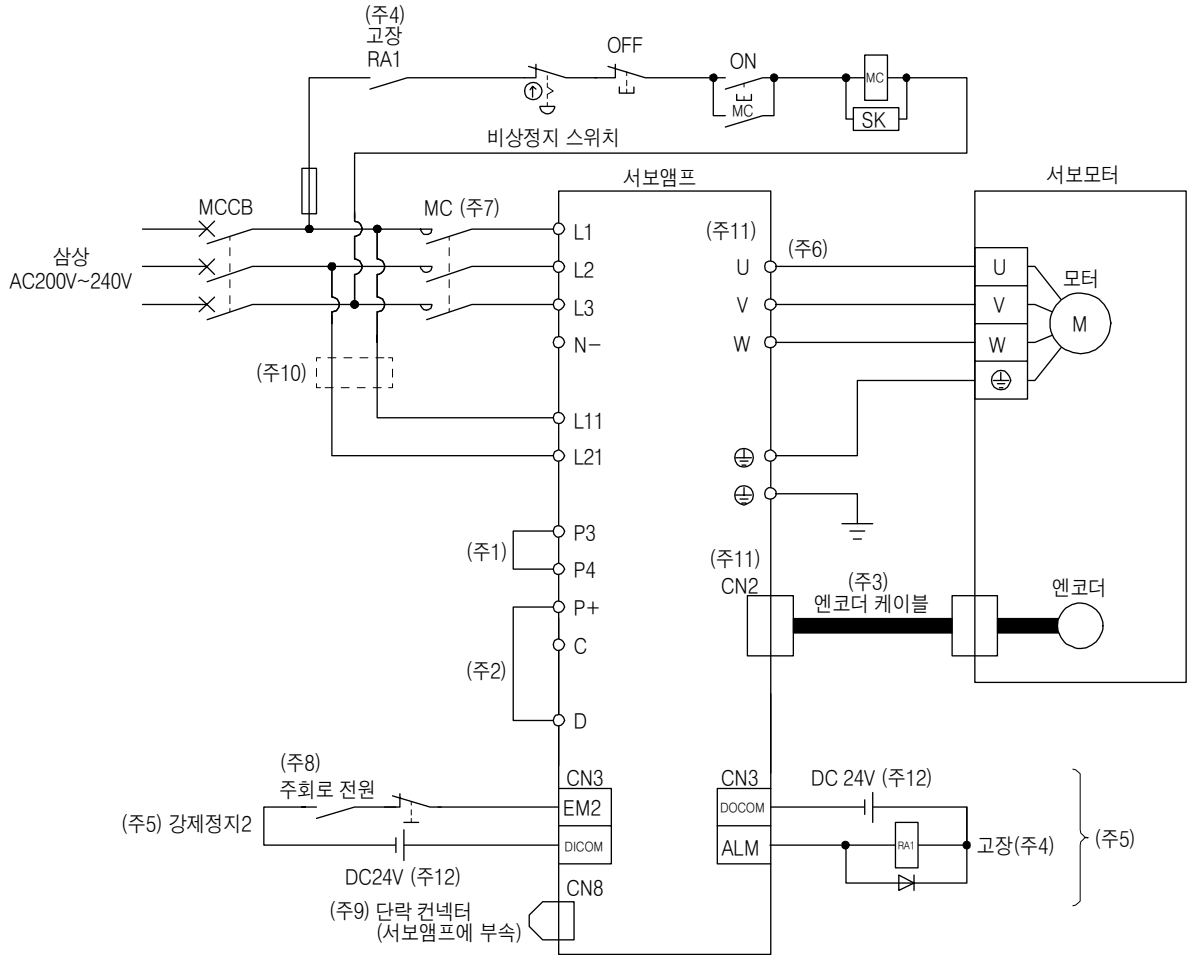 (주4)
고장
RA1
OFF
ON
MC
MC
SK
비상정지 스위치
서보앰프
서보모터
MCCB
MC (주7)
삼상
AC200V~240V
L1
L2
L3
N−
(주10)
L11
L21
(주11)
(주6)
U
V
W
U
V
W
모터
M
(주1)
P3
P4
(주2)
P+
C
D
(주11)
CN2
(주3)
엔코더 케이블
엔코더
(주8)
주회로 전원
(주5) 강제정지2
DC24V (주12)
CN3
EM2
DICOM
CN8
(주9) 단락 컨넥터
(서보앰프에 부속)
CN3
DOCOM
ALM
DC 24V (주12)
RA1
고장(주4)
(주5)